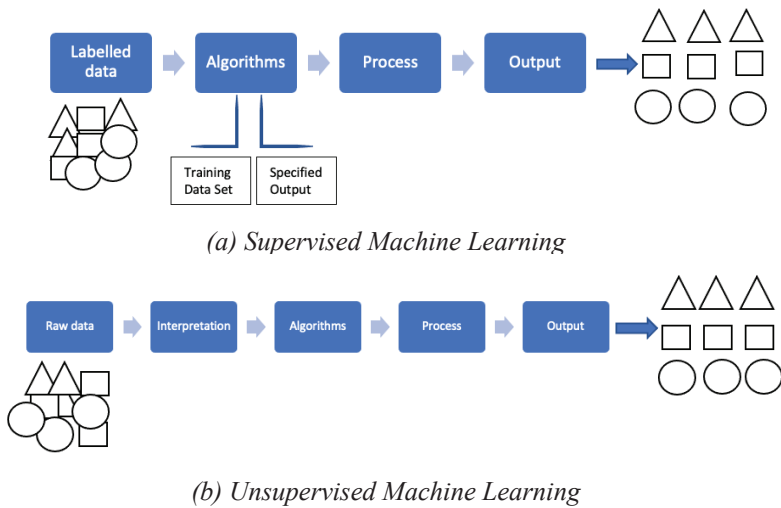 Labelled
data
Algorithms
Process
Output
Training
Data Set
Specified
Output
(a) Supervised Machine Learning
Raw data
Interpretation
Algorithms
Process
Output
(b) Unsupervised Machine Learning